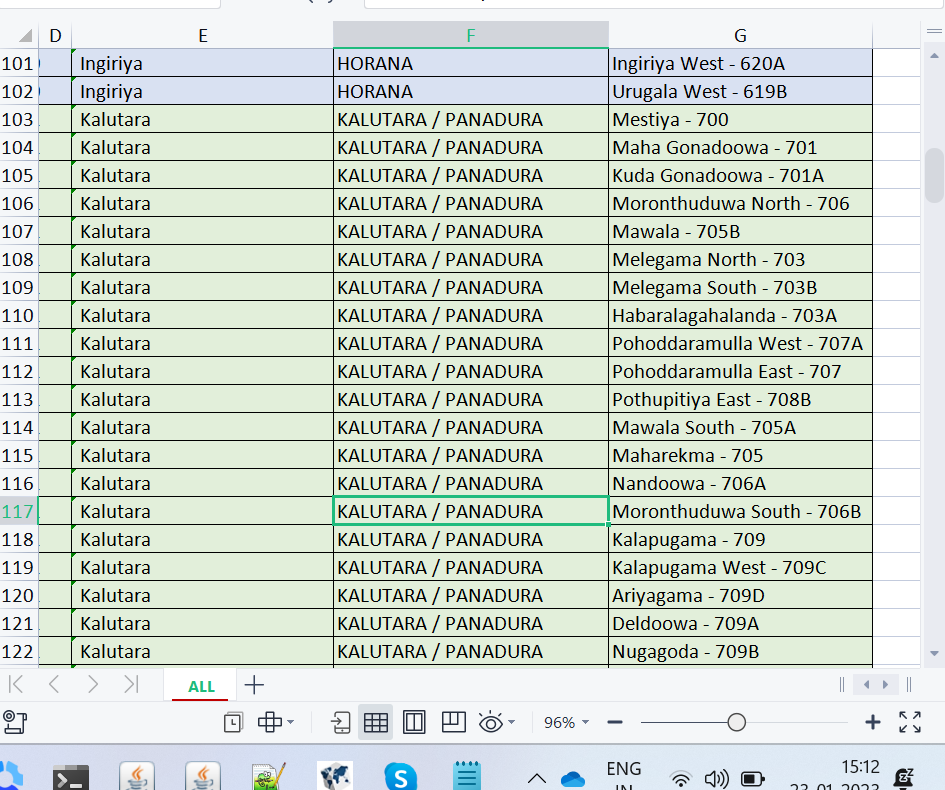 D E F G
101 Ingiriya HORANA Ingiriya West - 620A
102 Ingiriya HORANA Urugala West - 619B
103 Kalutara KALUTARA / PANADURA Mestiya - 700
104 Kalutara KALUTARA / PANADURA Maha Gonadoowa - 701
105 Kalutara KALUTARA / PANADURA Kuda Gonadoowa - 701A
106 Kalutara KALUTARA / PANADURA Moronthuduwa North - 706
107 Kalutara KALUTARA / PANADURA Mawala - 705B
108 Kalutara KALUTARA / PANADURA Melegama North - 703
109 Kalutara KALUTARA / PANADURA Melegama South - 703B
110 Kalutara KALUTARA / PANADURA Habaralagahalanda - 703A
111 Kalutara KALUTARA / PANADURA Pohoddaramulla West - 707A
112 Kalutara KALUTARA / PANADURA Pohoddaramulla East - 707
113 Kalutara KALUTARA / PANADURA Pothupitiya East - 708B
114 Kalutara KALUTARA / PANADURA Mawala South - 705A
115 Kalutara KALUTARA / PANADURA Maharekma - 705
116 Kalutara KALUTARA / PANADURA Nandoowa - 706A
117 Kalutara KALUTARA / PANADURA Moronthuduwa South - 706B
118 Kalutara KALUTARA / PANADURA Kalapugama - 709
119 Kalutara KALUTARA / PANADURA Kalapugama West - 709C
120 Kalutara KALUTARA / PANADURA Ariyagama - 709D
121 Kalutara KALUTARA / PANADURA Deldoowa - 709A
122 Kalutara KALUTARA / PANADURA Nugagoda - 709B
ALL
96%
ENG 15:12
IN 23-01-2023